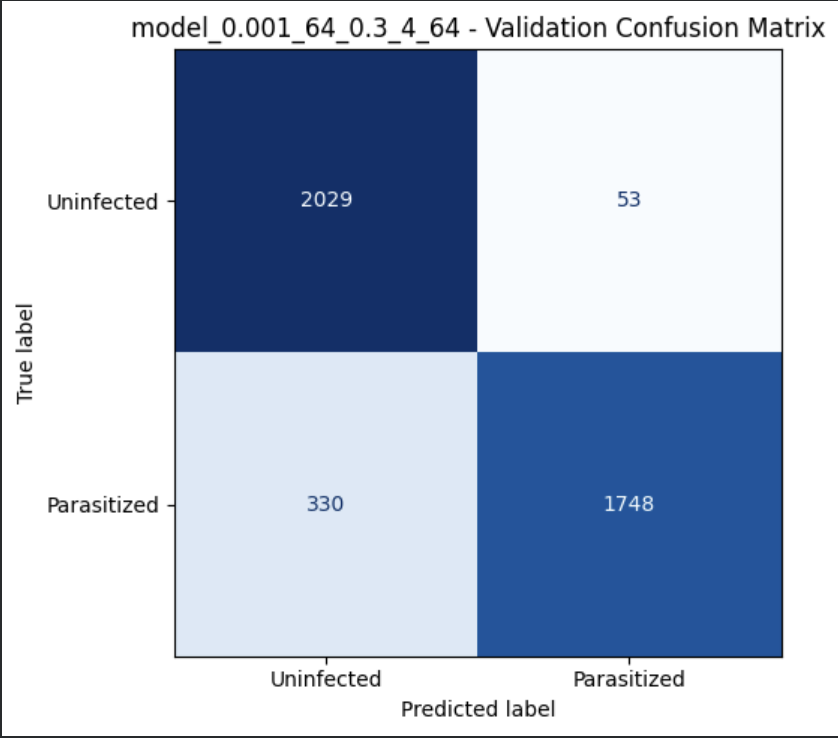 model_0.001_64_0.3_4_64 - Validation Confusion Matrix
Uninfected
2029
53
True label
Parasitized
330
1748
Uninfected
Parasitized
Predicted label